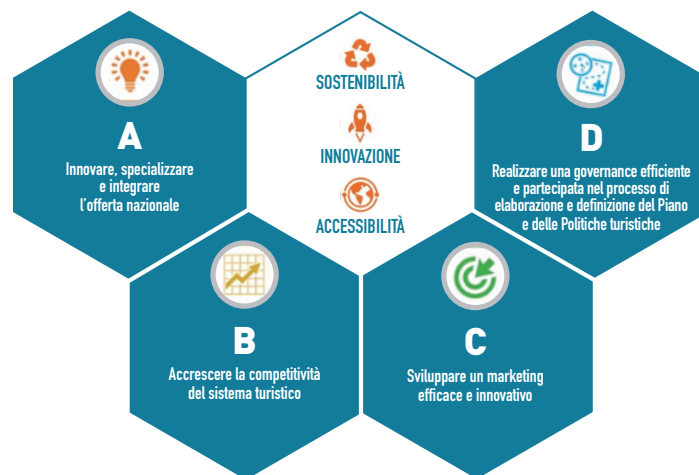 A
Innovare, specializzare
e integrare
l'offerta nazionale
SOSTENIBILITÀ
INNOVAZIONE
ACCESSIBILITÀ
D
Realizzare una governance efficiente
e partecipata nel processo di
elaborazione e definizione del Piano
e delle Politiche turistiche
B
Accrescere la competitività
del sistema turistico
C
Sviluppare un marketing
efficace e innovativo